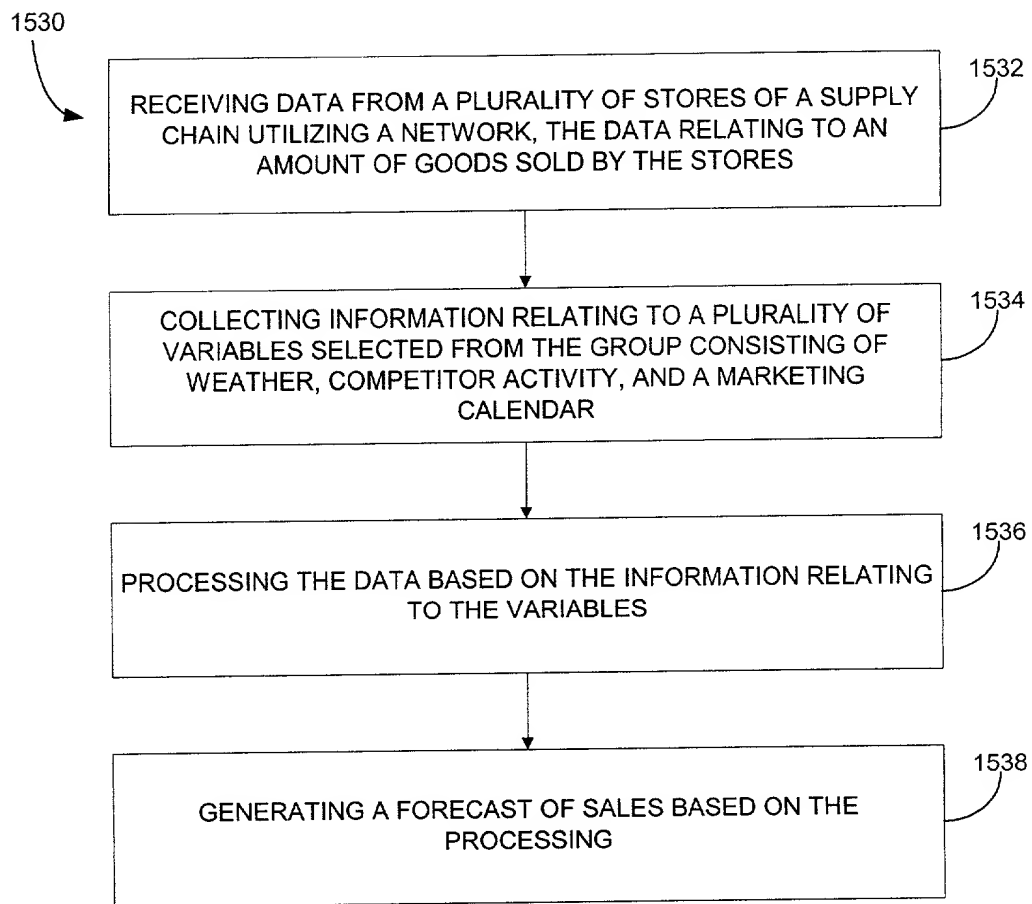 1530
1532
RECEIVING DATA FROM A PLURALITY OF STORES OF A SUPPLY
CHAIN UTILIZING A NETWORK, THE DATA RELATING TO AN
AMOUNT OF GOODS SOLD BY THE STORES
1534
COLLECTING INFORMATION RELATING TO A PLURALITY OF
VARIABLES SELECTED FROM THE GROUP CONSISTING OF
WEATHER, COMPETITOR ACTIVITY, AND A MARKETING
CALENDAR
1536
PROCESSING THE DATA BASED ON THE INFORMATION RELATING
TO THE VARIABLES
1538
GENERATING A FORECAST OF SALES BASED ON THE
PROCESSING